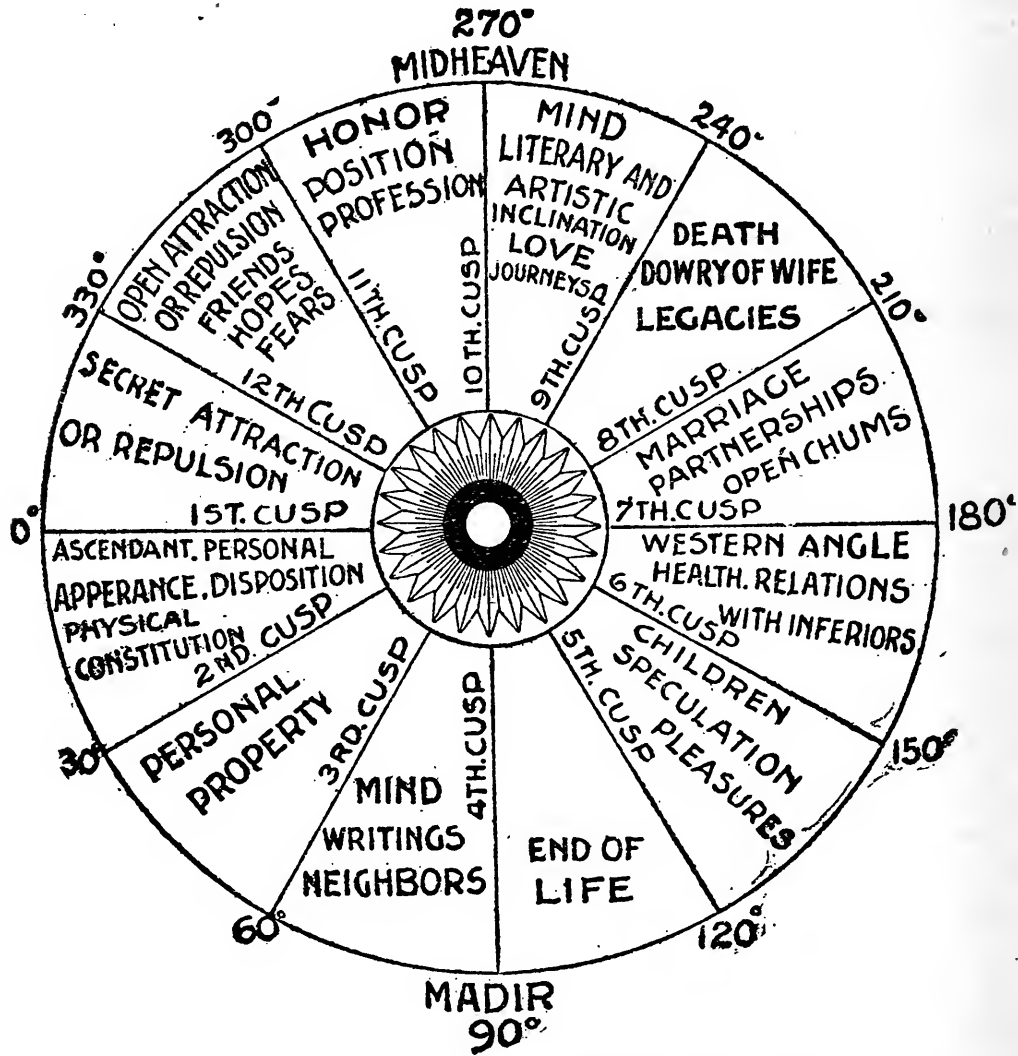 270°
MIDHEAVEN
300°
240°
HONOR
POSITION
PROFESSION
11TH. CUSP
MIND
LITERARY AND
ARTISTIC
INCLINATION
LOVE
JOURNEYS
10TH. CUSP
9TH. CUSP
OPEN ATTRACTION
OR REPULSION
FRIENDS
HOPES
FEARS
330°
DEATH
DOWRY OF WIFE
LEGACIES
210°
12TH CUSP
8TH. CUSP
SECRET ATTRACTION
OR REPULSION
1ST. CUSP
MARRIAGE
PARTNERSHIPS
OPEN CHUMS
7TH. CUSP
0°
180°
ASCENDANT. PERSONAL
APPERANCE. DISPOSITION
PHYSICAL
CONSTITUTION
2ND. CUSP
WESTERN ANGLE
HEALTH. RELATIONS
WITH INFERIORS
6TH. CUSP
30°
PERSONAL
PROPERTY
3RD. CUSP
CHILDREN
SPECULATION
PLEASURES
5TH. CUSP
150°
MIND
WRITINGS
NEIGHBORS
4TH. CUSP
END OF
LIFE
60°
120°
MADIR
90°